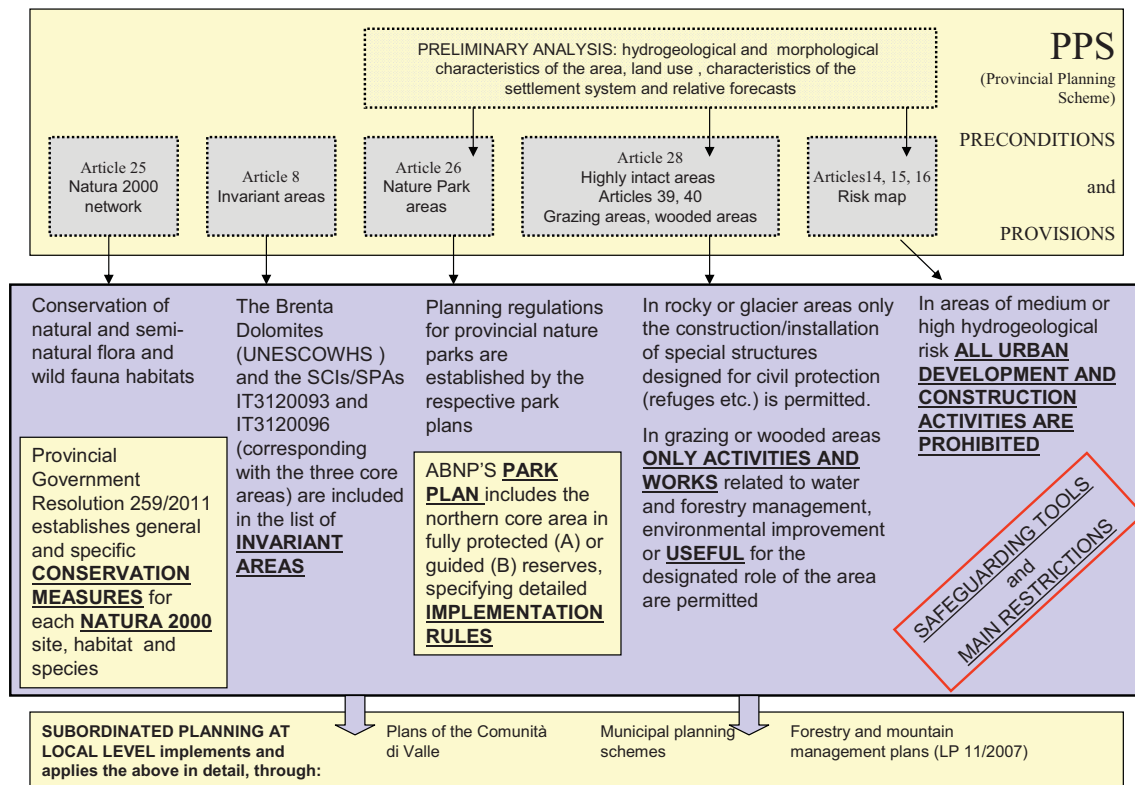 PRELIMINARY ANALYSIS: hydrogeological and morphological
characteristics of the area, land use , characteristics of the
settlement system and relative forecasts
PPS
(Provincial Planning
Scheme)
PRECONDITIONS
and
PROVISIONS
Article 25
Natura 2000
network
Article 8
Invariant areas
Article 26
Nature Park
areas
Article 28
Highly intact areas
Articles 39, 40
Grazing areas, wooded areas
Articles14, 15, 16
Risk map
Conservation of
natural and semi-
natural flora and
wild fauna habitats
Provincial
Government
Resolution 259/2011
establishes general
and specific
CONSERVATION
MEASURES for
each NATURA 2000
site, habitat and
species
The Brenta
Dolomites
(UNESCOWHS )
and the SCIs/SPAs
IT3120093 and
IT3120096
(corresponding
with the three core
areas) are included
in the list of
INVARIANT
AREAS
Planning regulations
for provincial nature
parks are
established by the
respective park
plans
ABNP'S PARK
PLAN includes the
northern core area in
fully protected (A) or
guided (B) reserves,
specifying detailed
IMPLEMENTATION
RULES
In rocky or glacier areas only
the construction/installation
of special structures
designed for civil protection
(refuges etc.) is permitted.
In grazing or wooded areas
ONLY ACTIVITIES AND
WORKS related to water
and forestry management,
environmental improvement
or USEFUL for the
designated role of the area
are permitted
In areas of medium or
high hydrogeological
risk ALL URBAN
DEVELOPMENT AND
CONSTRUCTION
ACTIVITIES ARE
PROHIBITED
SAFEGUARDING TOOLS
and
MAIN RESTRICTIONS
SUBORDINATED PLANNING AT
LOCAL LEVEL implements and
applies the above in detail, through:
Plans of the Comunità
di Valle
Municipal planning
schemes
Forestry and mountain
management plans (LP 11/2007)